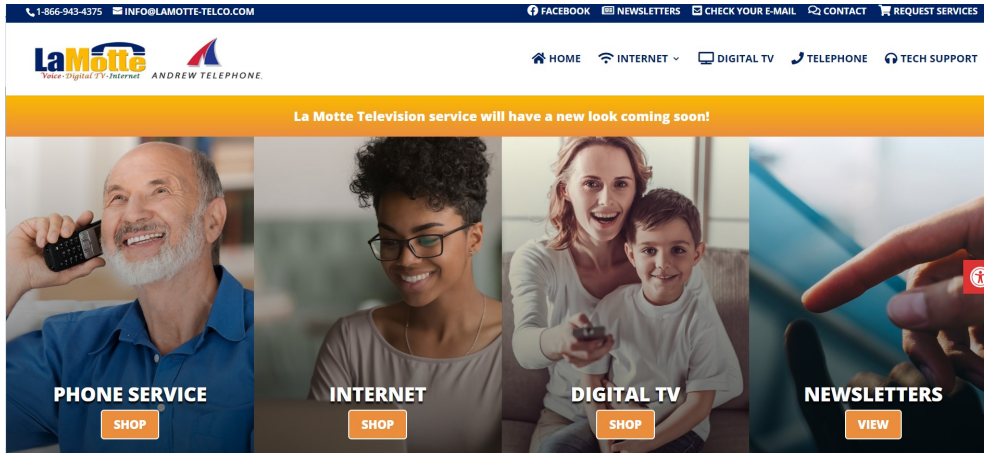 1-866-943-4375 INFO@LAMOTTE-TELCO.COM FACEBOOK NEWSLETTERS CHECK YOUR E-MAIL CONTACT REQUEST SERVICES
LaMotte
Voice-Digital TV-Internet
ANDREW TELEPHONE.
HOME INTERNET DIGITAL TV TELEPHONE TECH SUPPORT
La Motte Television service will have a new look coming soon!
PHONE SERVICE
SHOP
INTERNET
SHOP
DIGITAL TV
SHOP
NEWSLETTERS
VIEW